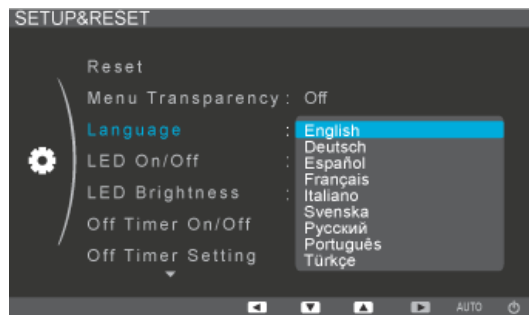 SETUP&RESET
Reset
Menu Transparency : Off
Language : English
Deutsch
LED On/Off : Español
Français
LED Brightness : Italiano
Svenska
Off Timer On/Off Русский
Português
Off Timer Setting Türkçe
AUTO